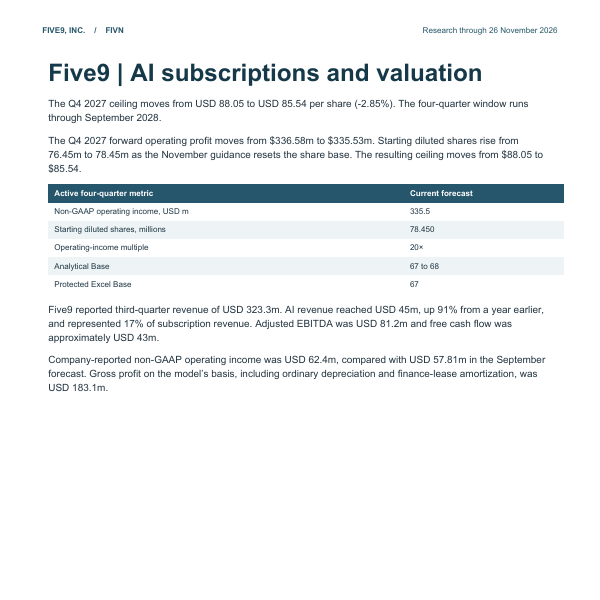 FIVE9, INC. / FIVN
Research through 26 November 2026
Five9 | AI subscriptions and valuation
The Q4 2027 ceiling moves from USD 88.05 to USD 85.54 per share (-2.85%). The four-quarter window runs
through September 2028.
The Q4 2027 forward operating profit moves from $336.58m to $335.53m. Starting diluted shares rise from
76.45m to 78.45m as the November guidance resets the share base. The resulting ceiling moves from $88.05 to
$85.54.
Active four-quarter metric Current forecast
Non-GAAP operating income, USD m 335.5
Starting diluted shares, millions 78.450
Operating-income multiple 20×
Analytical Base 67 to 68
Protected Excel Base 67
Five9 reported third-quarter revenue of USD 323.3m. AI revenue reached USD 45m, up 91% from a year earlier,
and represented 17% of subscription revenue. Adjusted EBITDA was USD 81.2m and free cash flow was
approximately USD 43m.
Company-reported non-GAAP operating income was USD 62.4m, compared with USD 57.81m in the September
forecast. Gross profit on the model’s basis, including ordinary depreciation and finance-lease amortization, was
USD 183.1m.